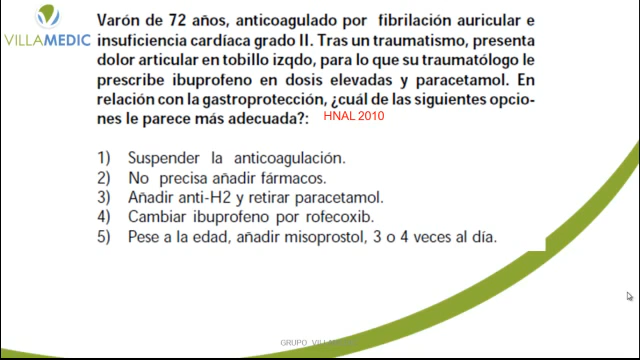 VILLAMEDIC
Varón de 72 años, anticoagulado por fibrilación auricular e
insuficiencia cardíaca grado II. Tras un traumatismo, presenta
dolor articular en tobillo izqdo, para lo que su traumatólogo le
prescribe ibuprofeno en dosis elevadas y paracetamol. En
relación con la gastroprotección, ¿cuál de las siguientes opcio-
nes le parece más adecuada?: HNAL 2010
1) Suspender la anticoagulación.
2) No precisa añadir fármacos.
3) Añadir anti-H2 y retirar paracetamol.
4) Cambiar ibuprofeno por rofecoxib.
5) Pese a la edad, añadir misoprostol, 3 o 4 veces al día.
GRUPO